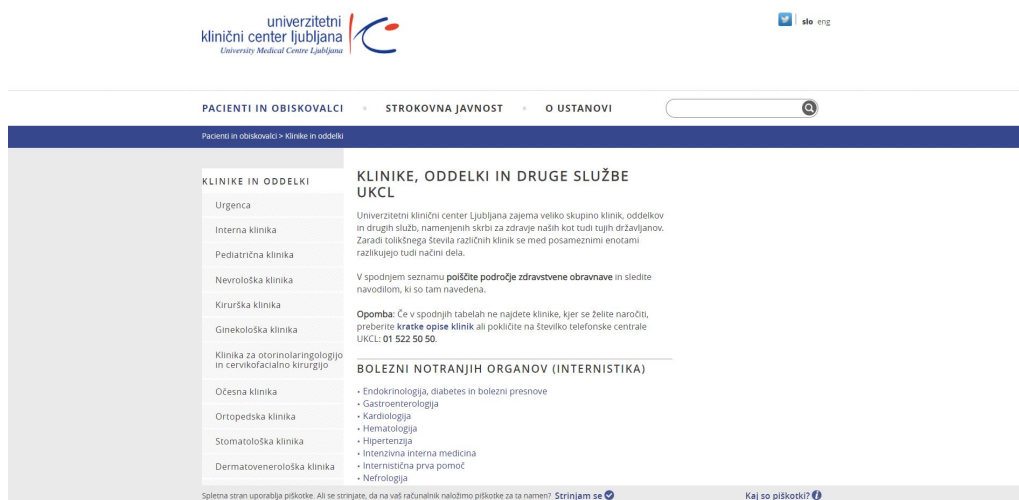 univerzitetni
klinični center ljubljana
University Medical Centre Ljubljana
slo eng
PACIENTI IN OBISKOVALCI
STROKOVNA JAVNOST
O USTANOVI
Pacienti in obiskovalci > Klinike in oddelki
KLINIKE IN ODDELKI
Urgenca
Interna klinika
Pediatrična klinika
Nevrološka klinika
Kirurška klinika
Ginekološka klinika
Klinika za otorinolaringologijo
in cervikofacialno kirurgijo
Očesna klinika
Ortopedska klinika
Stomatološka klinika
Dermatovenerološka klinika
KLINIKE, ODDELKI IN DRUGE SLUŽBE
UKCL
Univerzitetni klinični center Ljubljana zajema veliko skupino klinik, oddelkov
in drugih služb, namenjenih skrbi za zdravje naših kot tudi tujih državljanov.
Zaradi tolikšnega števila različnih klinik se med posameznimi enotami
razlikujejo tudi načini dela.
V spodnjem seznamu poiščite področje zdravstvene obravnave in sledite
navodilom, ki so tam navedena.
Opomba: Če v spodnjih tabelah ne najdete klinike, kjer se želite naročiti,
preberite kratke opise klinik ali pokličite na številko telefonske centrale
UKCL: 01 522 50 50.
BOLEZNI NOTRANJIH ORGANOV (INTERNISTIKA)
• Endokrinologija, diabetes in bolezni presnove
• Gastroenterologija
• Kardiologija
• Hematologija
• Hipertenzija
• Intenzivna interna medicina
• Internistična prva pomoč
• Nefrologija
Spletna stran uporablja piškotke. Ali se strinjate, da na vaš računalnik naložimo piškotke za ta namen? Strinjam se
Kaj so piškotki?